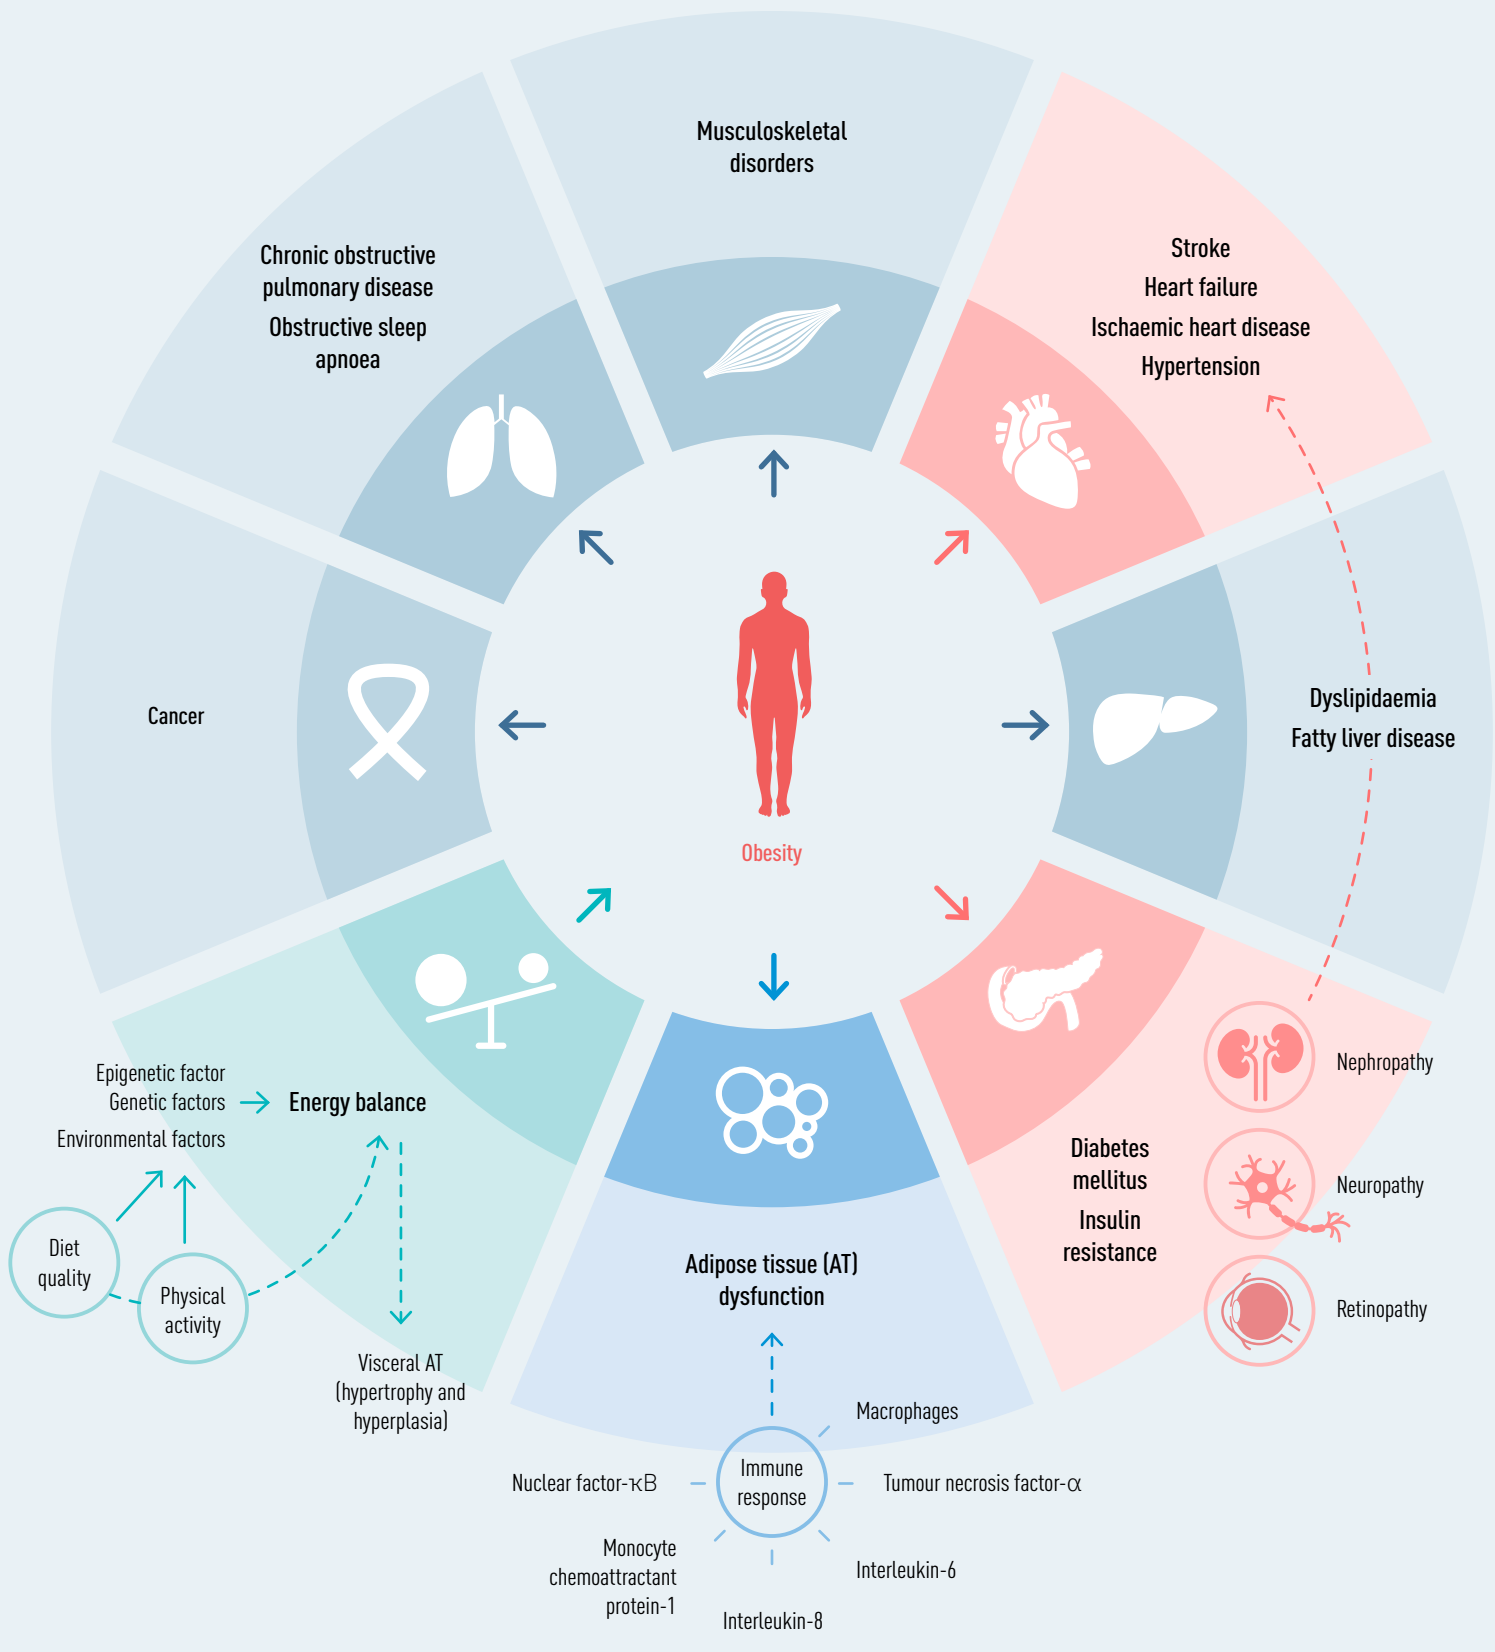 Musculoskeletal
disorders
Chronic obstructive
pulmonary disease
Obstructive sleep
apnoea
Stroke
Heart failure
Ischaemic heart disease
Hypertension
Cancer
Dyslipidaemia
Fatty liver disease
Obesity
Epigenetic factor
Genetic factors
Environmental factors
Energy balance
Diet
quality
Physical
activity
Visceral AT
(hypertrophy and
hyperplasia)
Adipose tissue (AT)
dysfunction
Diabetes
mellitus
Insulin
resistance
Nephropathy
Neuropathy
Retinopathy
Immune
response
Macrophages
Nuclear factor-κB
Tumour necrosis factor-α
Monocyte
chemoattractant
protein-1
Interleukin-6
Interleukin-8